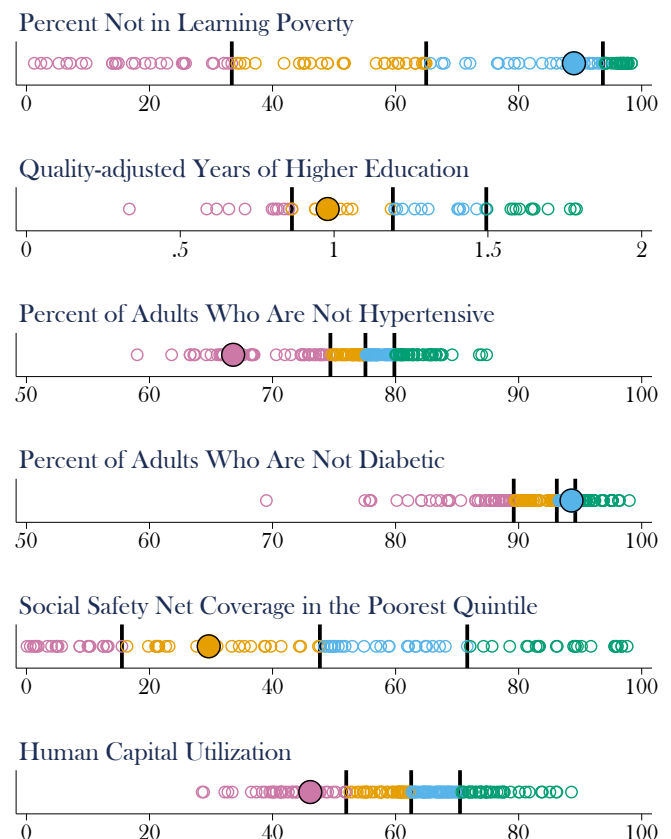 Percent Not in Learning Poverty
0 20 40 60 80 100
Quality-adjusted Years of Higher Education
0 .5 1 1.5 2
Percent of Adults Who Are Not Hypertensive
50 60 70 80 90 100
Percent of Adults Who Are Not Diabetic
50 60 70 80 90 100
Social Safety Net Coverage in the Poorest Quintile
0 20 40 60 80 100
Human Capital Utilization
0 20 40 60 80 100